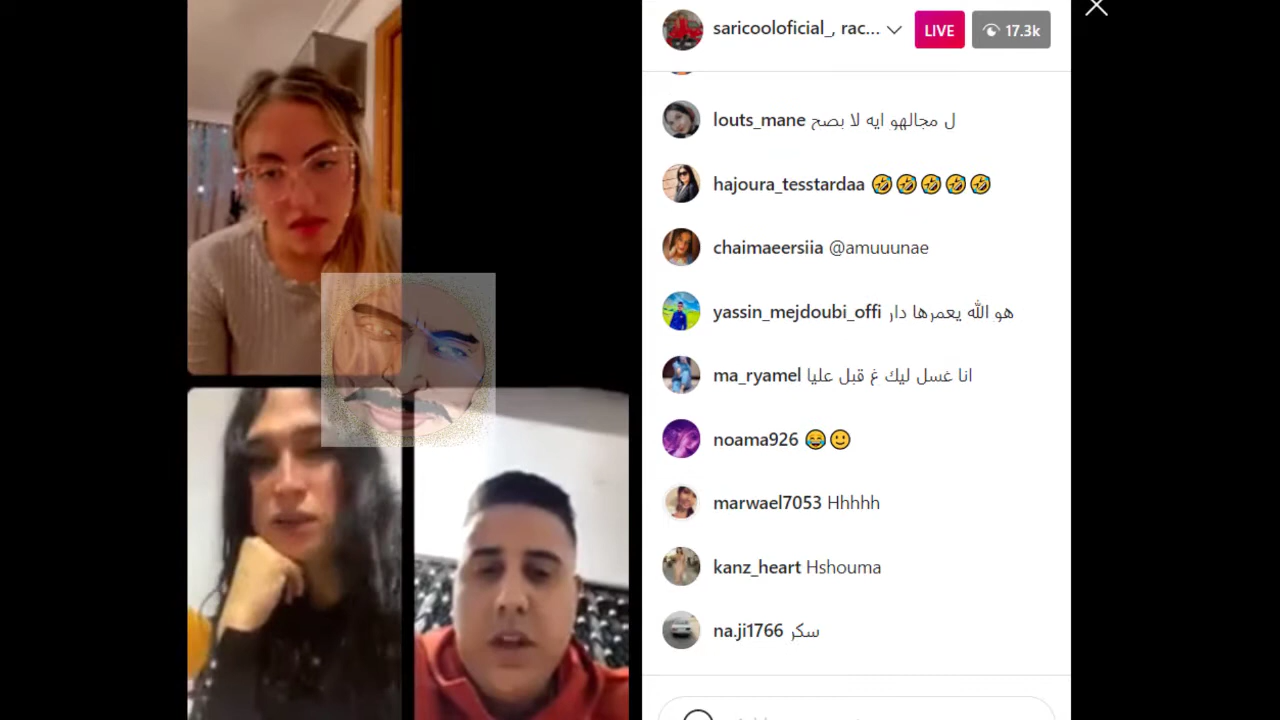 saricooloficial_, rac... LIVE 17.3k
louts_mane ل مجالهو ايه لا بصح
hajoura_tesstardaa 🤣🤣🤣🤣🤣
chaimaeersiia @amuuunae
yassin_mejdoubi_offi هو الله يعمرها دار
ma_ryamel انا غسل ليك غ قبل عليا
noama926 😂🙂
marwael7053 Hhhhh
kanz_heart Hshouma
na.ji1766 سكر